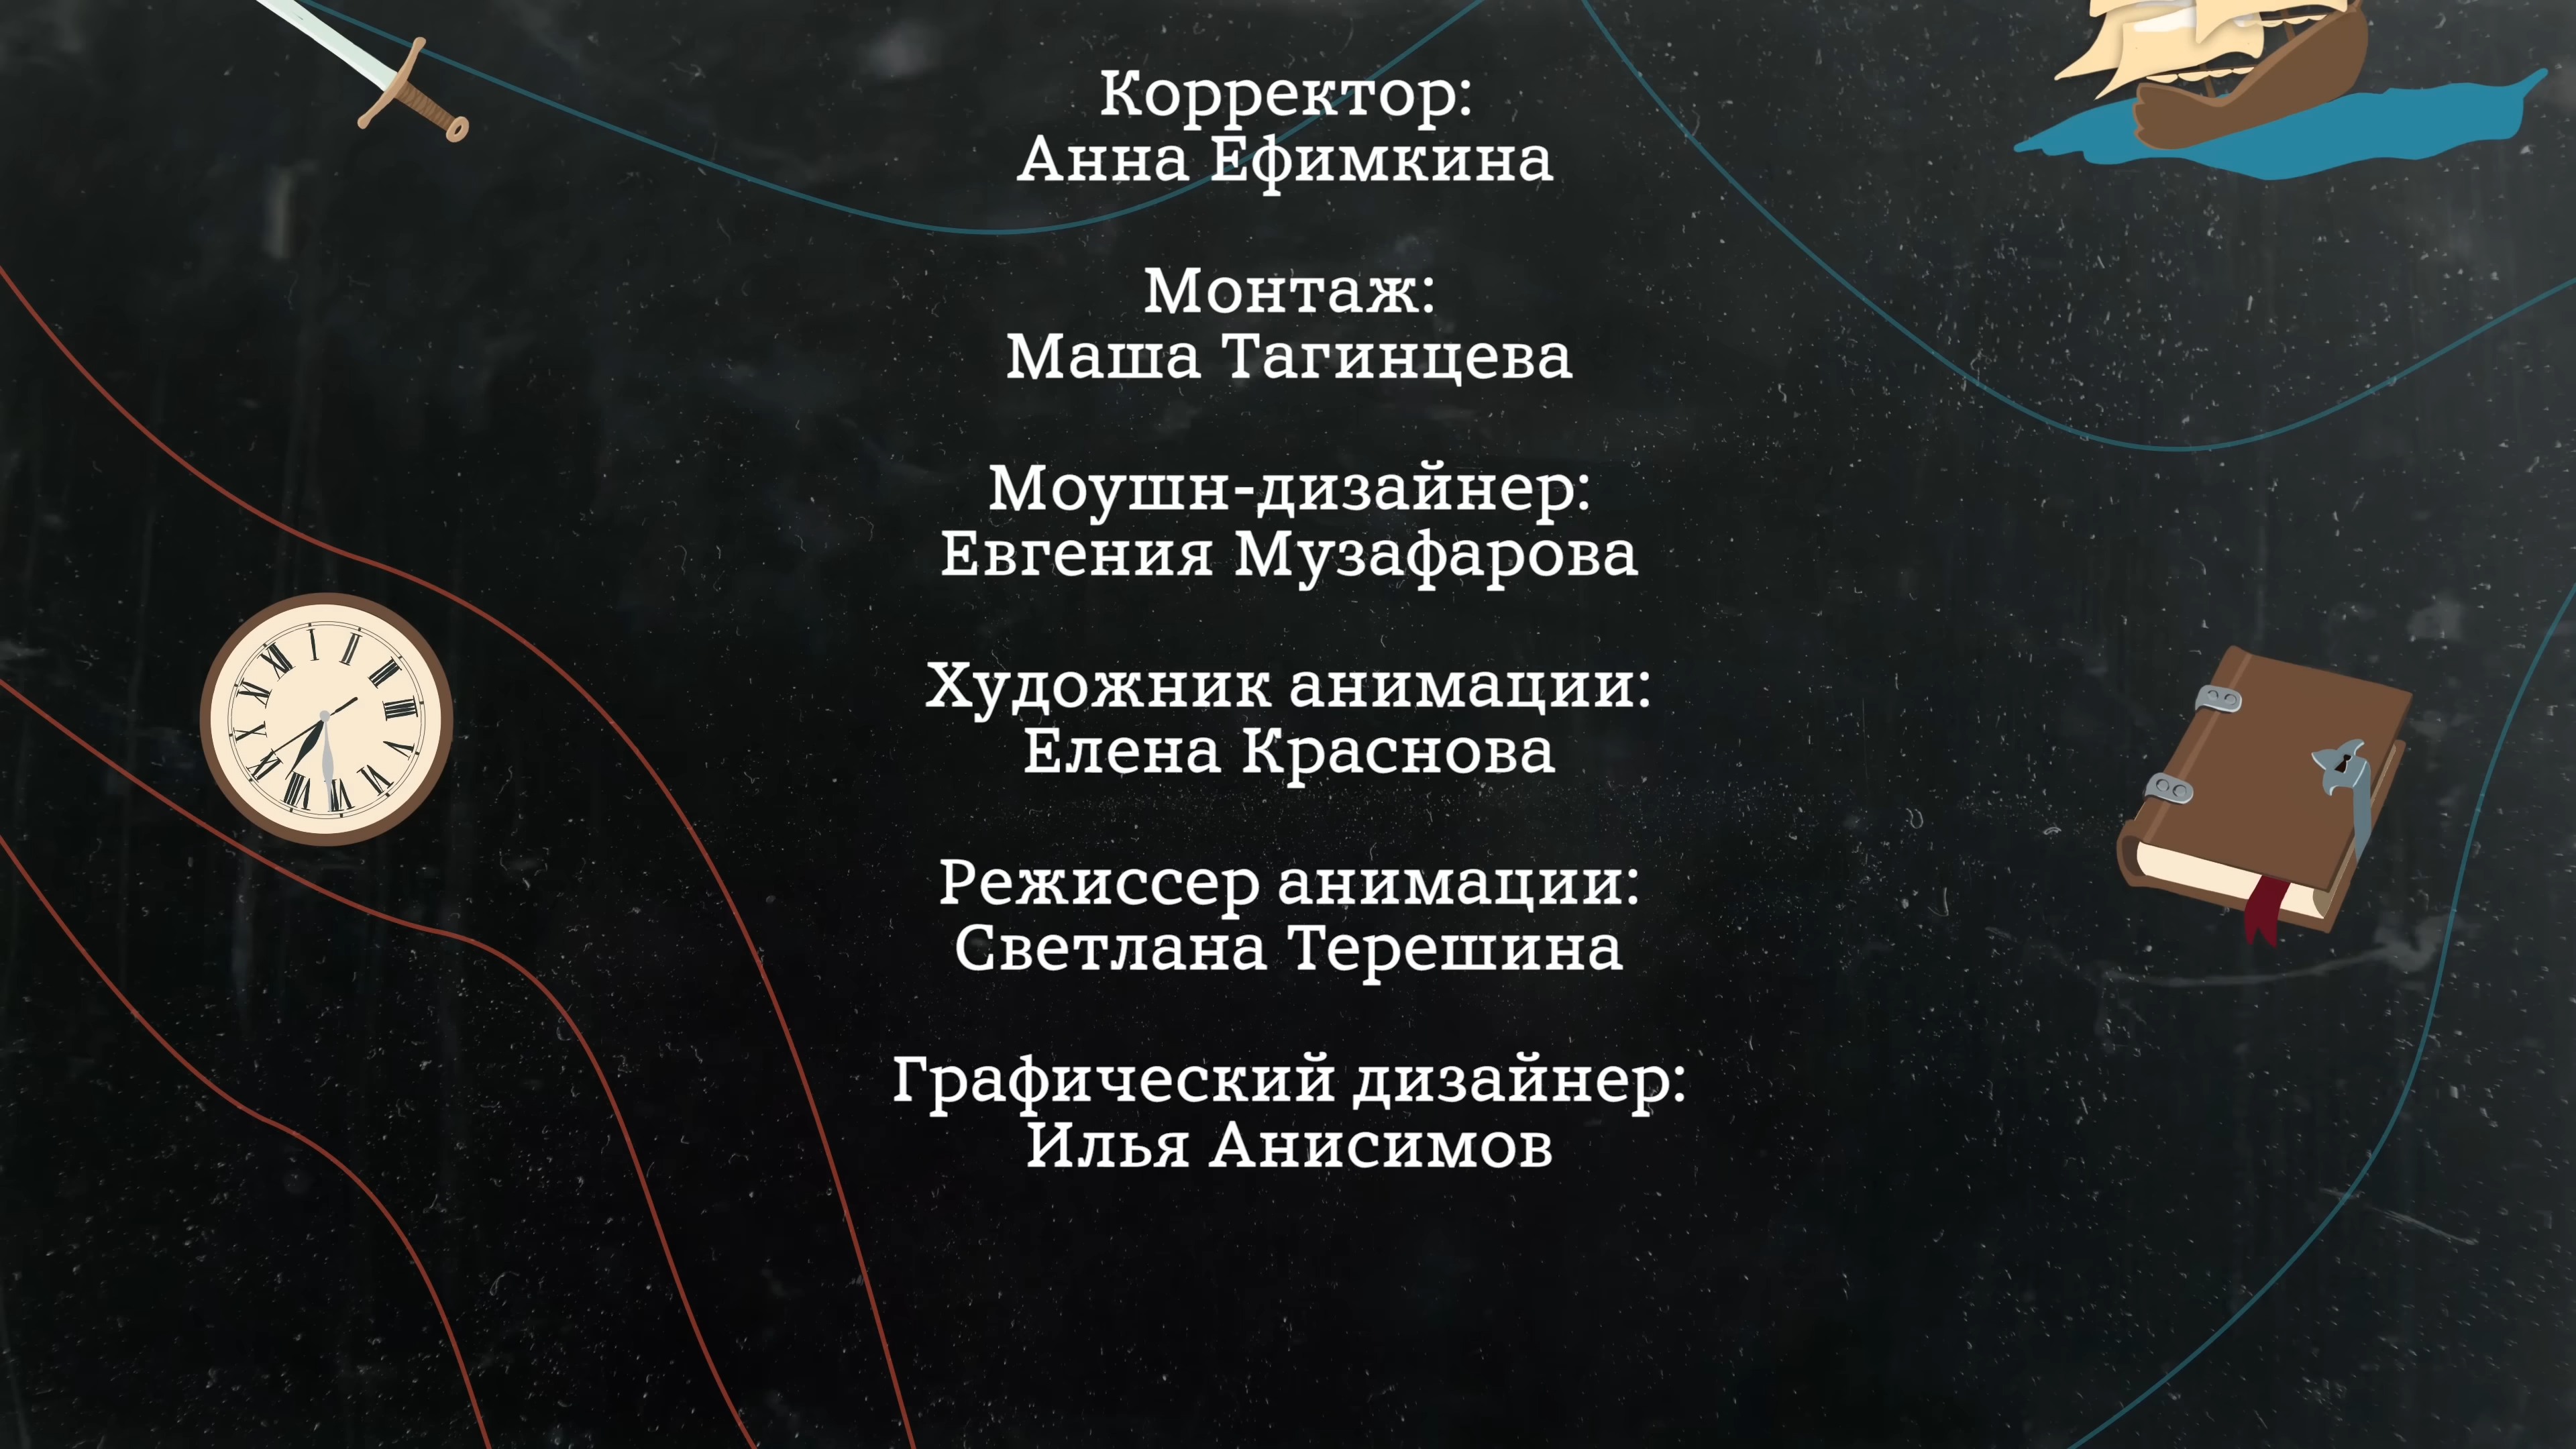 Корректор:
Анна Ефимкина
Монтаж:
Маша Тагинцева
Моушн-дизайнер:
Евгения Музафарова
Художник анимации:
Елена Краснова
Режиссер анимации:
Светлана Терешина
Графический дизайнер:
Илья Анисимов